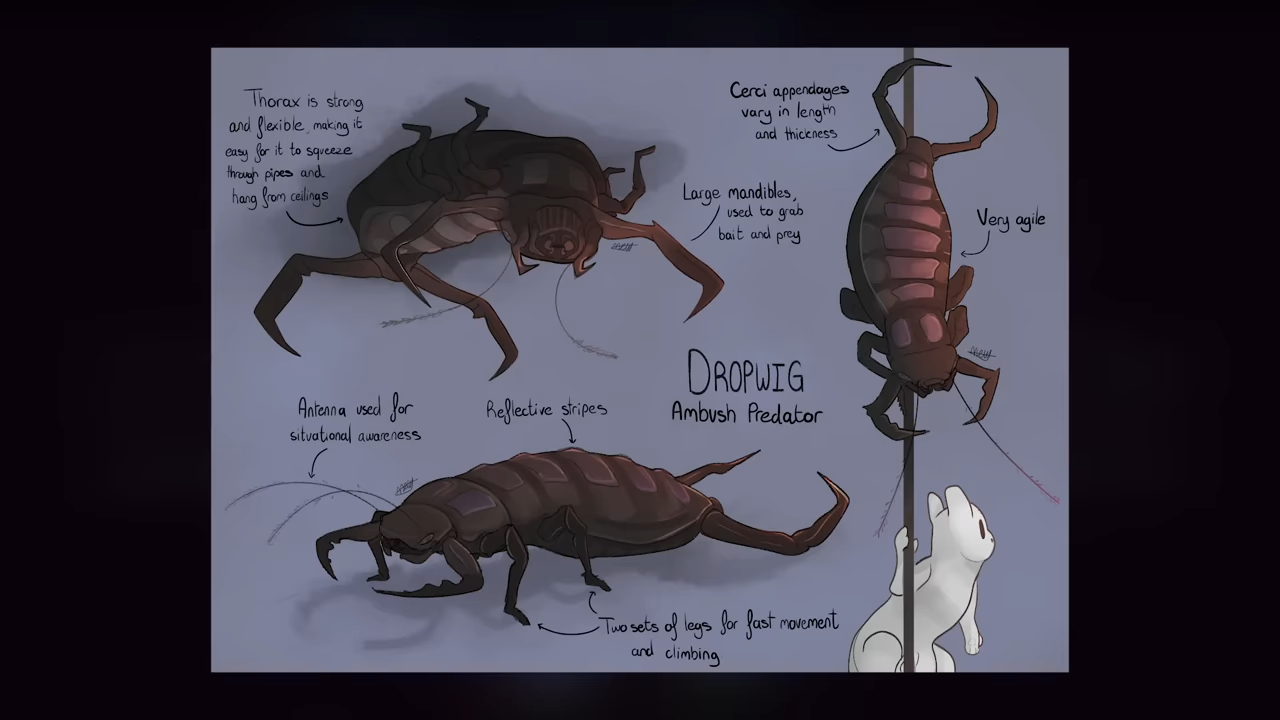 Thorax is strong
and flexible, making it
easy for it to squeeze
through pipes and
hang from ceilings
Cerci appendages
vary in length
and thickness
Large mandibles,
used to grab
bait and prey
Very agile
DROPWIG
Ambush Predator
Antenna used for
situational awareness
Reflective stripes
Two sets of legs for fast movement
and climbing